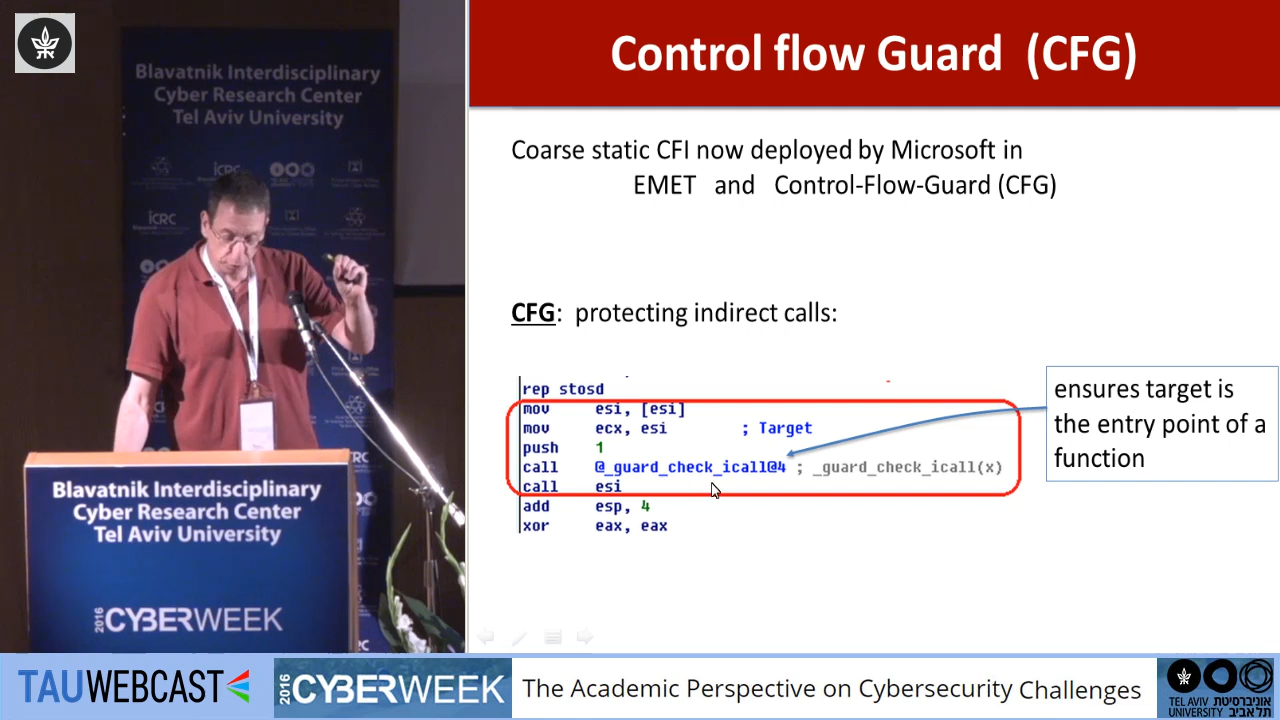 Blavatnik Interdisciplinary
Cyber Research Center
Tel Aviv University
ICRC
ICRC
Blavatnik Interdisciplinary
Cyber Research Center
Tel Aviv University
2016 CYBERWEEK
Control flow Guard (CFG)
Coarse static CFI now deployed by Microsoft in
EMET and Control-Flow-Guard (CFG)
CFG: protecting indirect calls:
rep stosd
mov esi, [esi]
mov ecx, esi ; Target
push 1
call @_guard_check_icall@4 ; _guard_check_icall(x)
call esi
add esp, 4
xor eax, eax
ensures target is
the entry point of a
function
TAUWEBCAST
2016 CYBERWEEK
The Academic Perspective on Cybersecurity Challenges
TEL AVIV אוניברסיטת
UNIVERSITY תל אביב